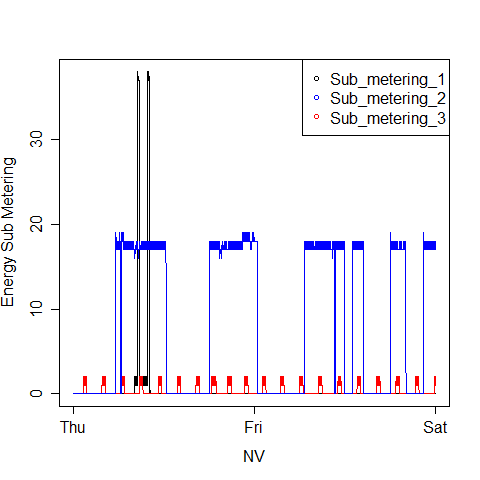 Sub_metering_1
Sub_metering_2
Sub_metering_3
Energy Sub Metering
30
20
10
0
Thu Fri Sat
NV